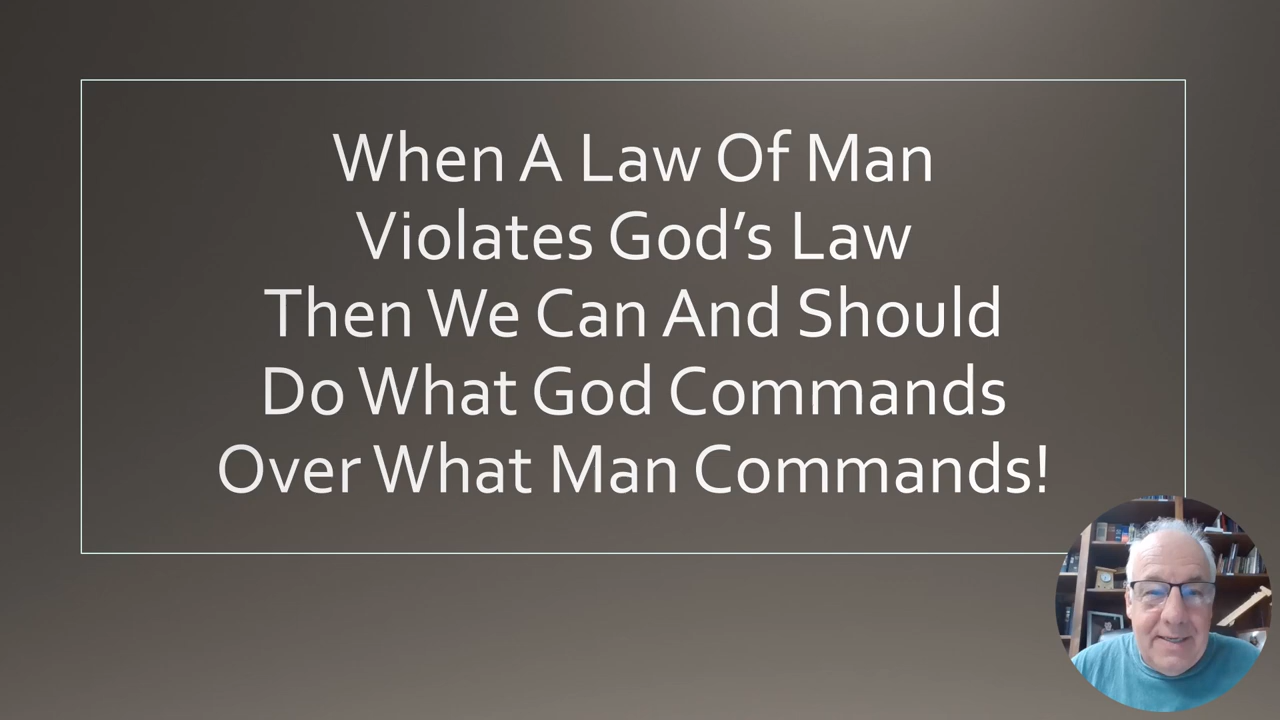 When A Law Of Man
Violates God’s Law
Then We Can And Should
Do What God Commands
Over What Man Commands!